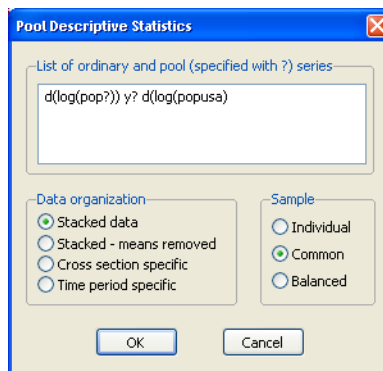 Pool Descriptive Statistics
List of ordinary and pool (specified with ?) series
d(log(pop?)) y? d(log(popusa)
Data organization
Stacked data
Stacked - means removed
Cross section specific
Time period specific
Sample
Individual
Common
Balanced
OK
Cancel